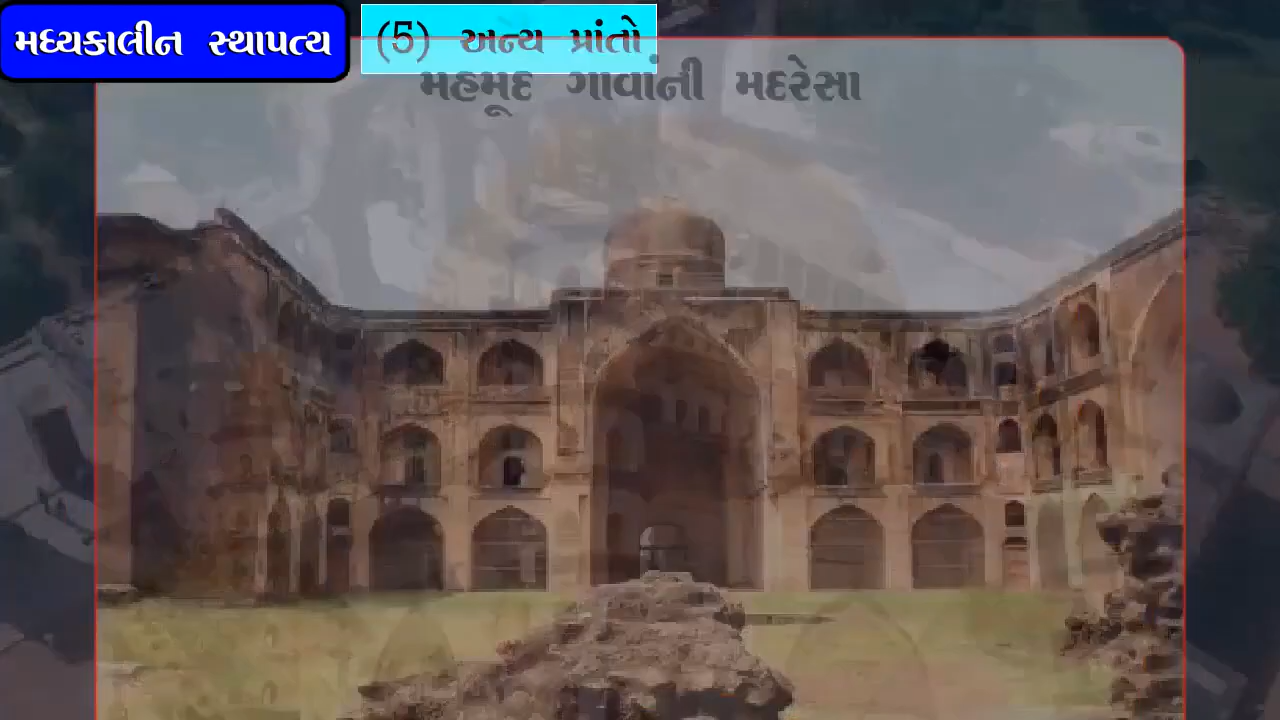 મધ્યકાલીન સ્થાપત્ય
(5) અન્ય પ્રાંતો
મહમૂદ ગાવાંની મદરેસા